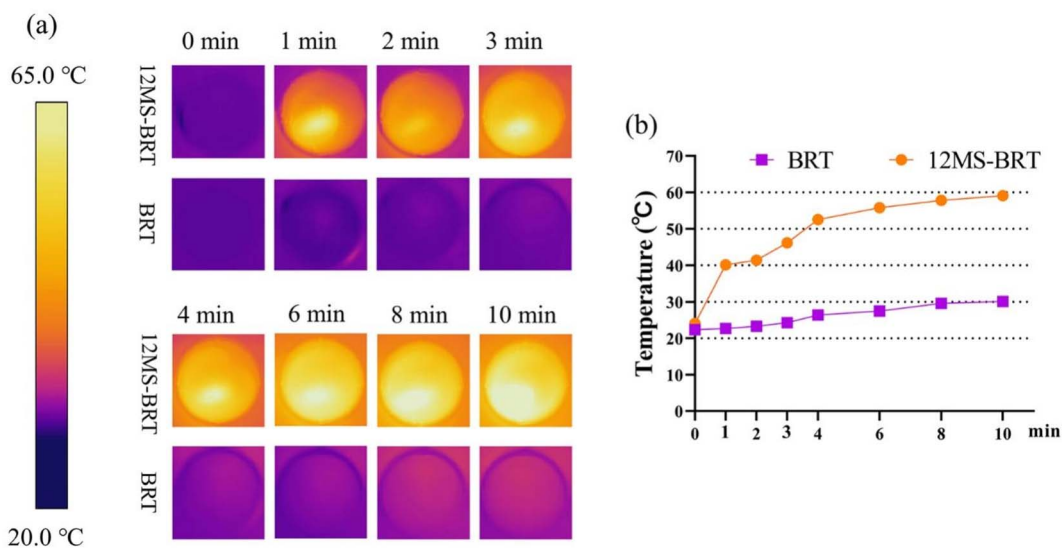 (a)
65.0 ℃
20.0 ℃
0 min 1 min 2 min 3 min
12MS-BRT
BRT
4 min 6 min 8 min 10 min
12MS-BRT
BRT
(b)
BRT 12MS-BRT
Temperature (℃)
70
60
50
40
30
20
10
0
0 1 2 3 4 6 8 10 min